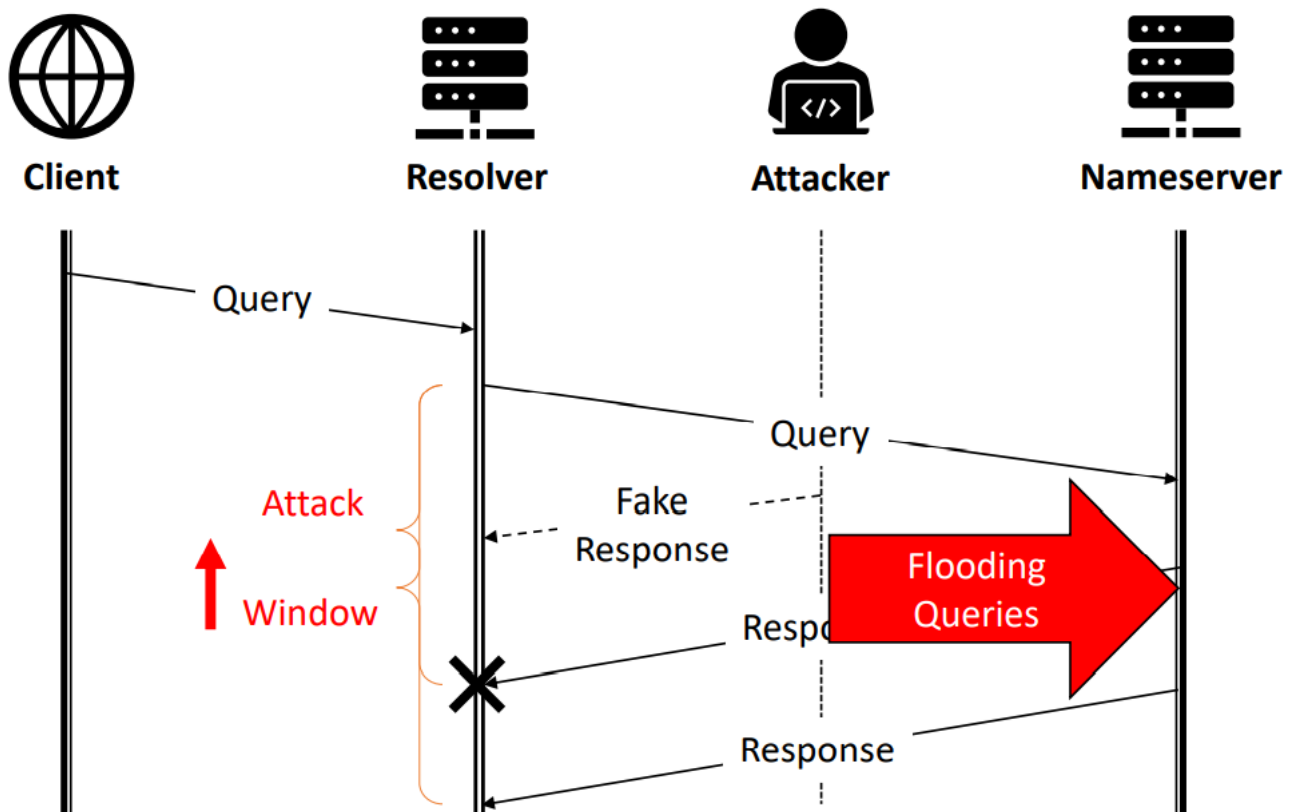 Client
Resolver
Attacker
Nameserver
Query
Query
Attack
Window
Fake
Response
Flooding
Queries
Response